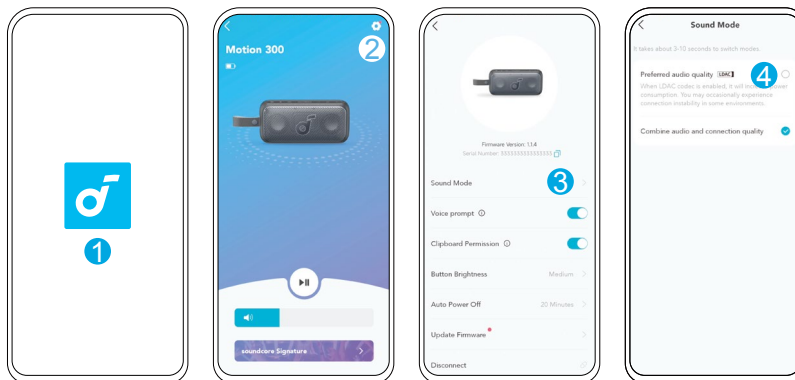 1
Motion 300
2
soundcore Signature
Firmware Version: 1.1.4
Serial Number: 3333333333333333
Sound Mode
3
Voice prompt
Clipboard Permission
Button Brightness Medium
Auto Power Off 20 Minutes
Update Firmware
Disconnect
Sound Mode
It takes about 3-10 seconds to switch modes.
Preferred audio quality LDAC
4
When LDAC codec is enabled, it will increase power
consumption. You may occasionally experience
connection instability in some environments.
Combine audio and connection quality